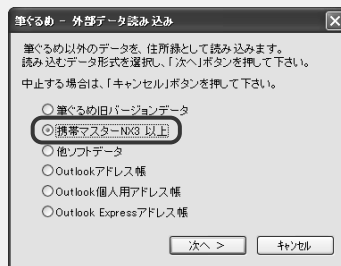 筆ぐるめ - 外部データ読み込み
筆ぐるめ以外のデータを、住所録として読み込みます。
読み込むデータ形式を選択し、「次へ」ボタンを押して下さい。
中止する場合は、「キャンセル」ボタンを押して下さい。
筆ぐるめ旧バージョンデータ
携帯マスターNX3 以上
他ソフトデータ
Outlookアドレス帳
Outlook個人用アドレス帳
Outlook Expressアドレス帳
次へ > キャンセル